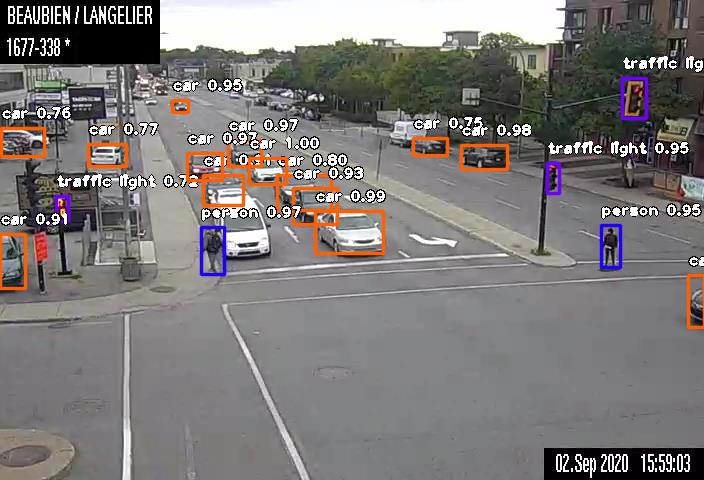 BEAUBIEN / LANGELIER
1677-338 *
car 0.95
traffic lig
car 0.76
car 0.77
car 0.97
car 0.97
car 1.00
car 0.75
car 0.98
car 0.80
traffic light 0.95
car 0.93
traffic light 0.7
car 0.99
car 0.91
person 0.97
person 0.95
02.Sep 2020 15:59:03